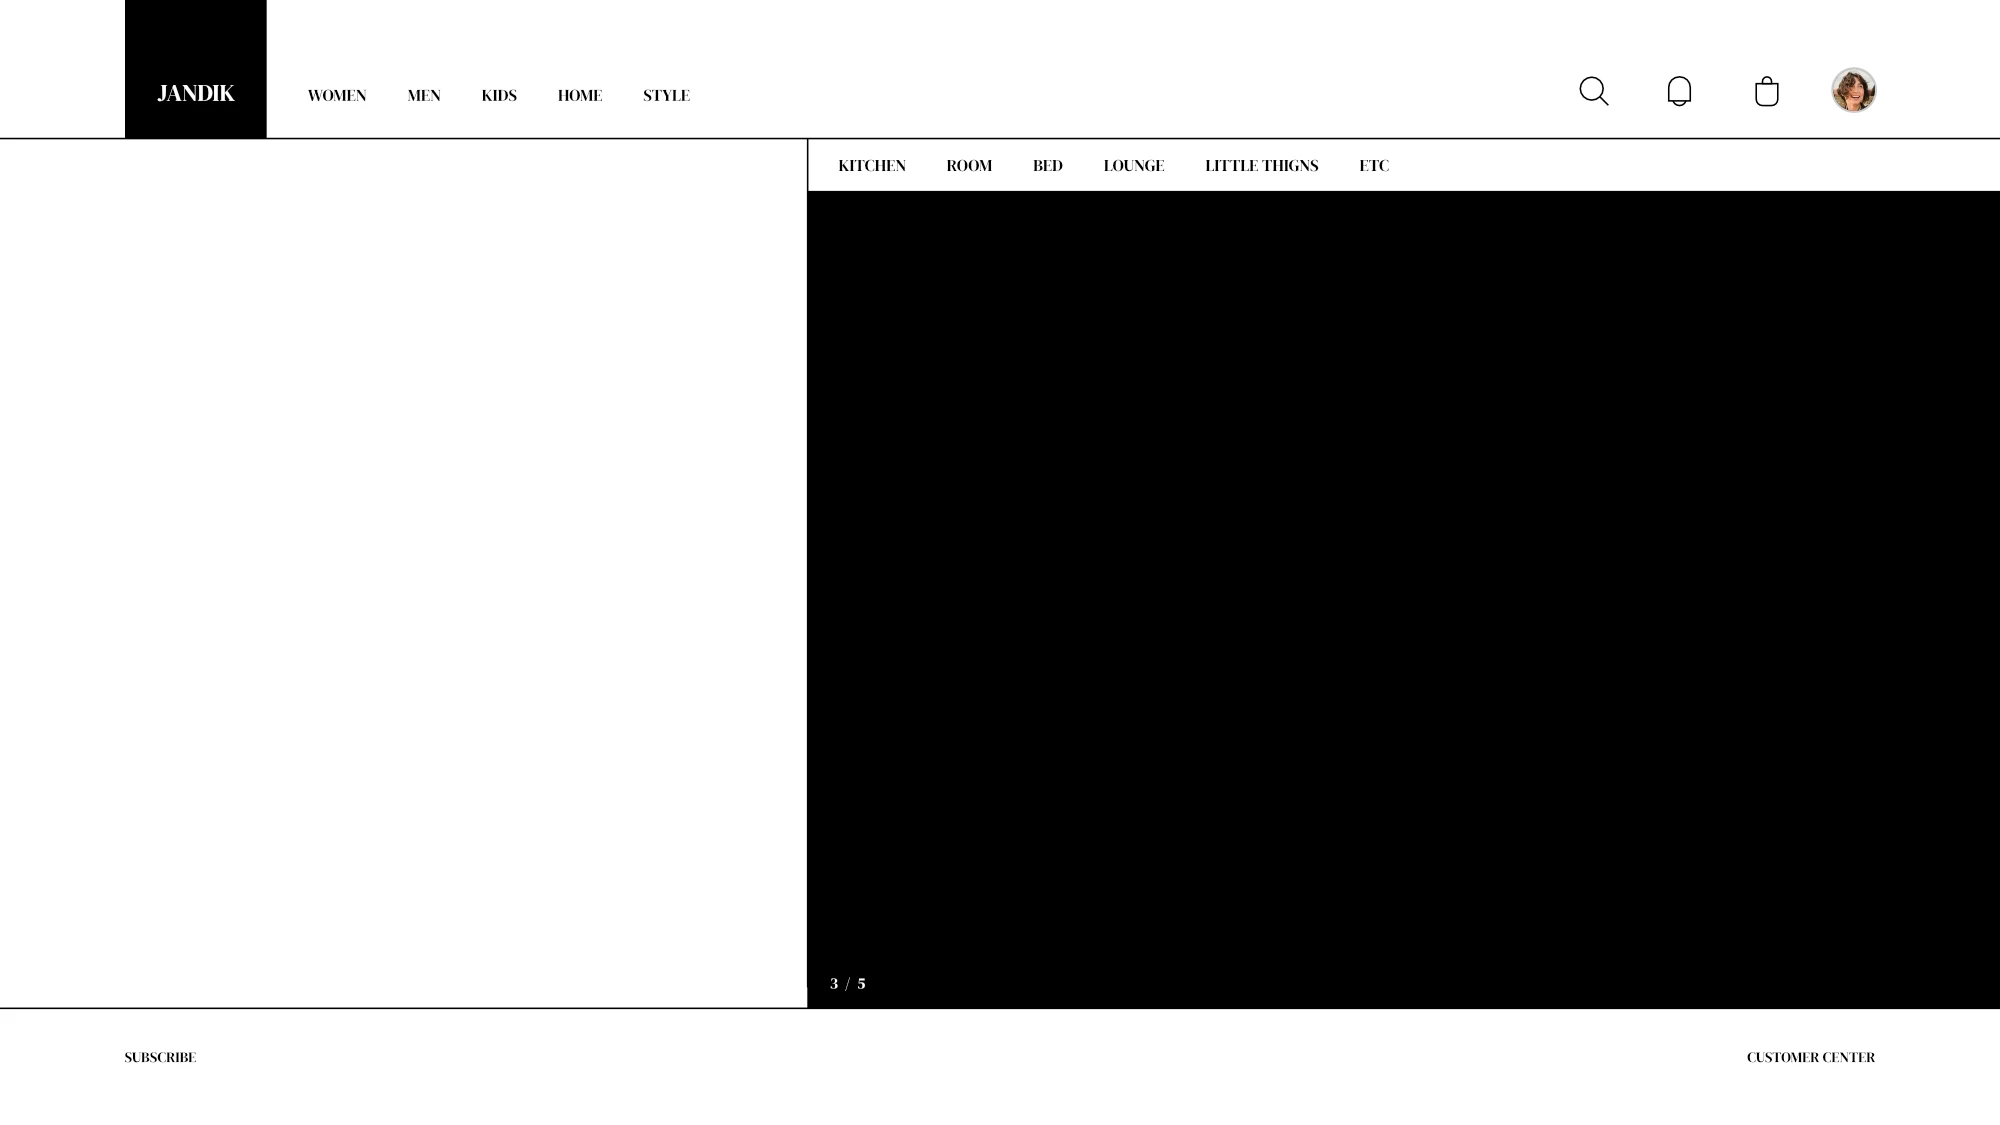 JANDIK
WOMEN MEN KIDS HOME STYLE
KITCHEN ROOM BED LOUNGE LITTLE THIGNS ETC
3 / 5
SUBSCRIBE
CUSTOMER CENTER